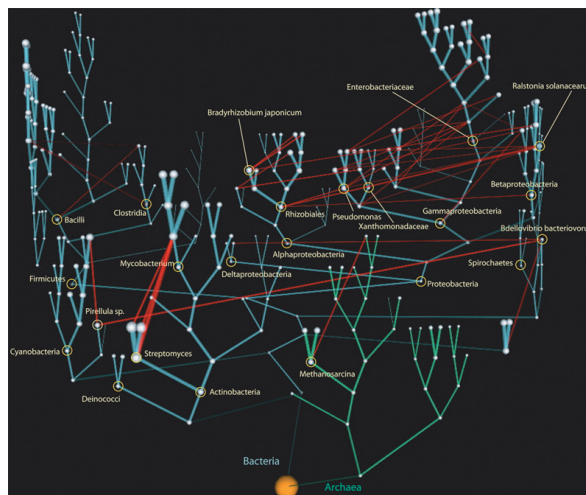 Enterobacteriaceae
Ralstonia solanacearu
Bradyrhizobium japonicum
Betaproteobacteria
Bacilli
Clostridia
Rhizobiales
Pseudomonas
Gammaproteobacteria
Xanthomonadaceae
Bdellovibrio bacteriovoru
Alphaproteobacteria
Mycobacterium
Deltaproteobacteria
Spirochaetes
Firmicutes
Proteobacteria
Pirellula sp.
Cyanobacteria
Streptomyces
Methanosarcina
Deinococci
Actinobacteria
Bacteria
Archaea